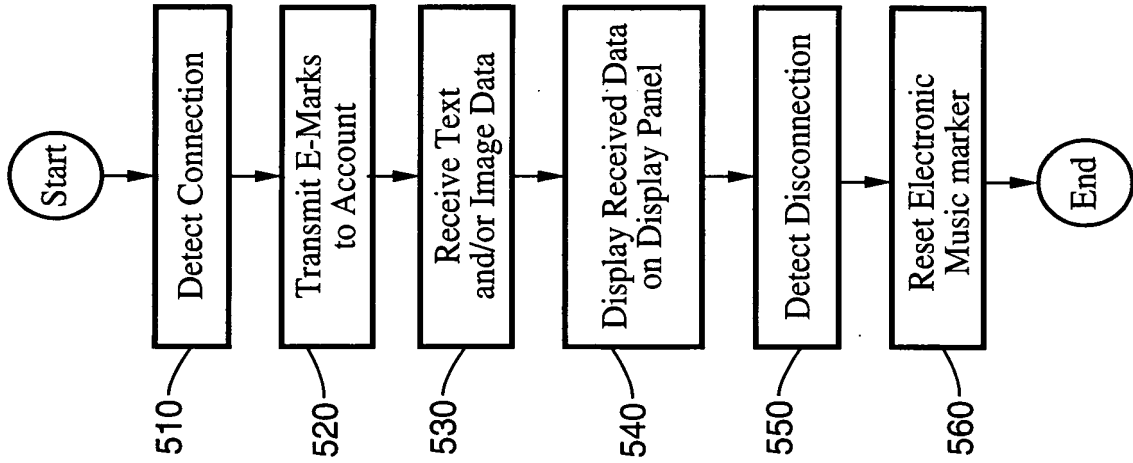 Start
Detect Connection
510
Transmit E-Marks
to Account
520
Receive Text
and/or Image Data
530
Display Received Data
on Display Panel
540
Detect Disconnection
550
Reset Electronic
Music marker
560
End